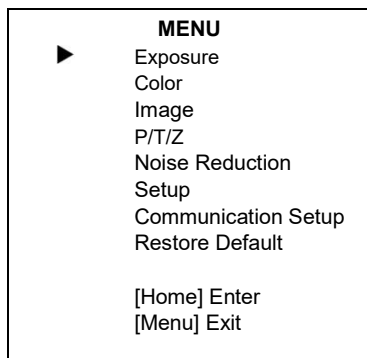 MENU
Exposure
Color
Image
P/T/Z
Noise Reduction
Setup
Communication Setup
Restore Default
[Home] Enter
[Menu] Exit